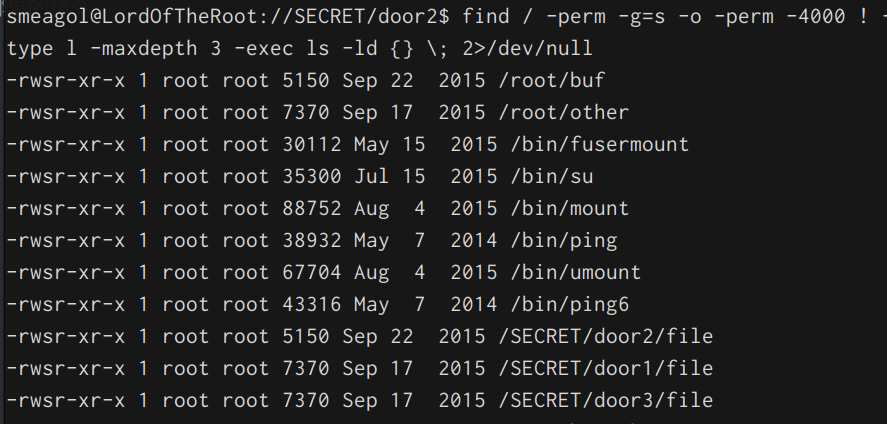 smeagol@LordOfTheRoot://SECRET/door2$ find / -perm -g=s -o -perm -4000 ! -
type l -maxdepth 3 -exec ls -ld {} \; 2>/dev/null
-rwsr-xr-x 1 root root 5150 Sep 22  2015 /root/buf
-rwsr-xr-x 1 root root 7370 Sep 17  2015 /root/other
-rwsr-xr-x 1 root root 30112 May 15  2015 /bin/fusermount
-rwsr-xr-x 1 root root 35300 Jul 15  2015 /bin/su
-rwsr-xr-x 1 root root 88752 Aug  4  2015 /bin/mount
-rwsr-xr-x 1 root root 38932 May  7  2014 /bin/ping
-rwsr-xr-x 1 root root 67704 Aug  4  2015 /bin/umount
-rwsr-xr-x 1 root root 43316 May  7  2014 /bin/ping6
-rwsr-xr-x 1 root root 5150 Sep 22  2015 /SECRET/door2/file
-rwsr-xr-x 1 root root 7370 Sep 17  2015 /SECRET/door1/file
-rwsr-xr-x 1 root root 7370 Sep 17  2015 /SECRET/door3/file